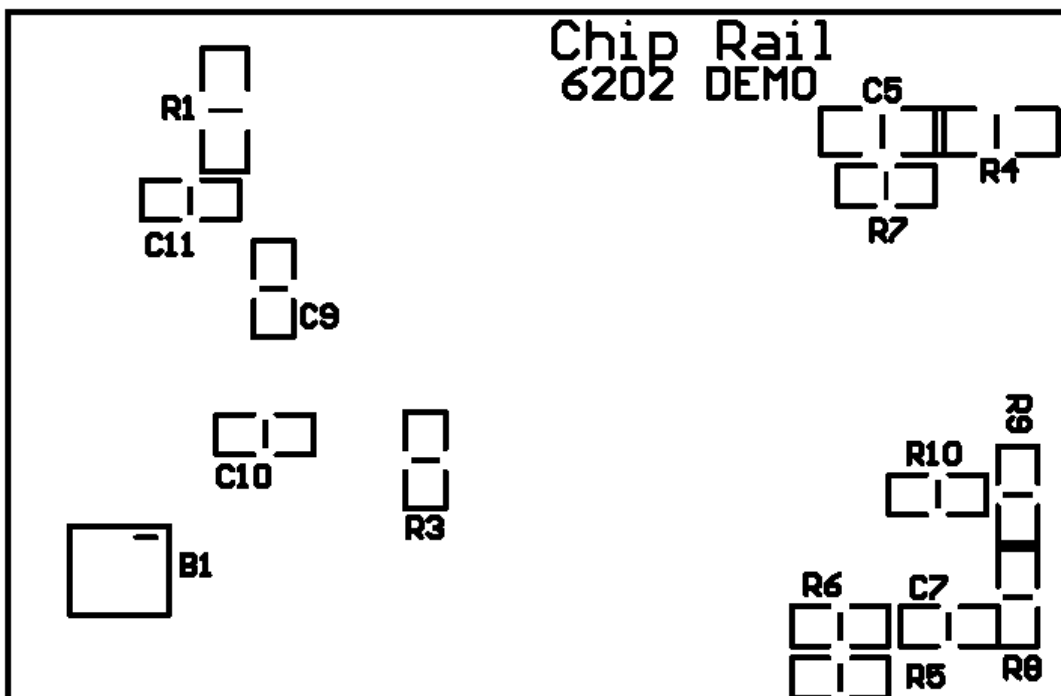 Chip Rail
6202 DEMO
C5
R1
R4
R7
C11
C9
R9
R10
C10
R3
B1
R6
C7
R8
R5